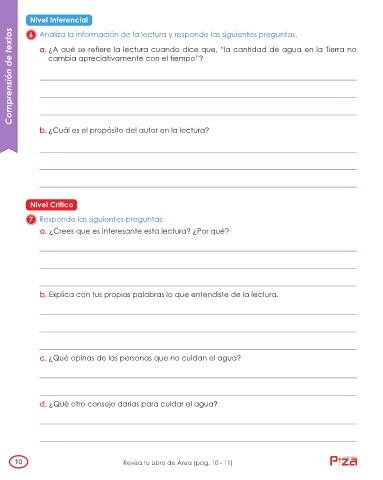 Comprensión de textos
Nivel Inferencial
6 Analiza la información de la lectura y responde las siguientes preguntas.
a. ¿A qué se refiere la lectura cuando dice que, "la cantidad de agua en la Tierra no
cambia apreciativamente con el tiempo"?
b. ¿Cuál es el propósito del autor en la lectura?
Nivel Crítico
7 Responde las siguientes preguntas.
a. ¿Crees que es interesante esta lectura? ¿Por qué?
b. Explica con tus propias palabras lo que entendiste de la lectura.
c. ¿Qué opinas de las personas que no cuidan el agua?
d. ¿Qué otro consejo darías para cuidar el agua?
10
Revisa tu Libro de Área (pág. 10 - 11)